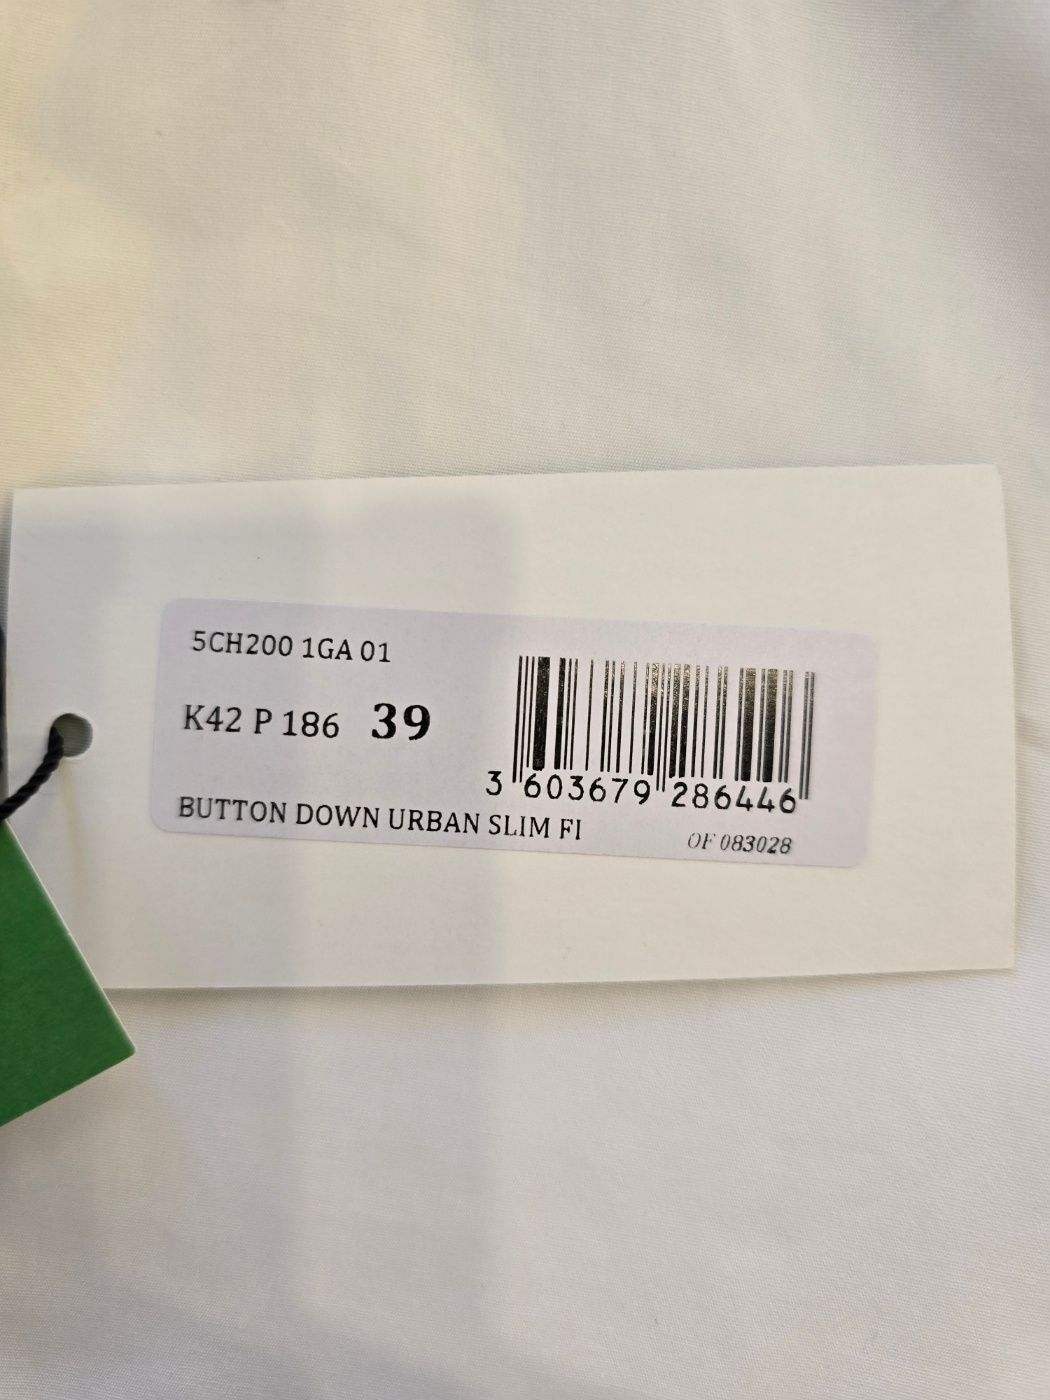 5CH200 1GA 01
K42 P 186 39
3 603679 286446
BUTTON DOWN URBAN SLIM FI
OF 083028